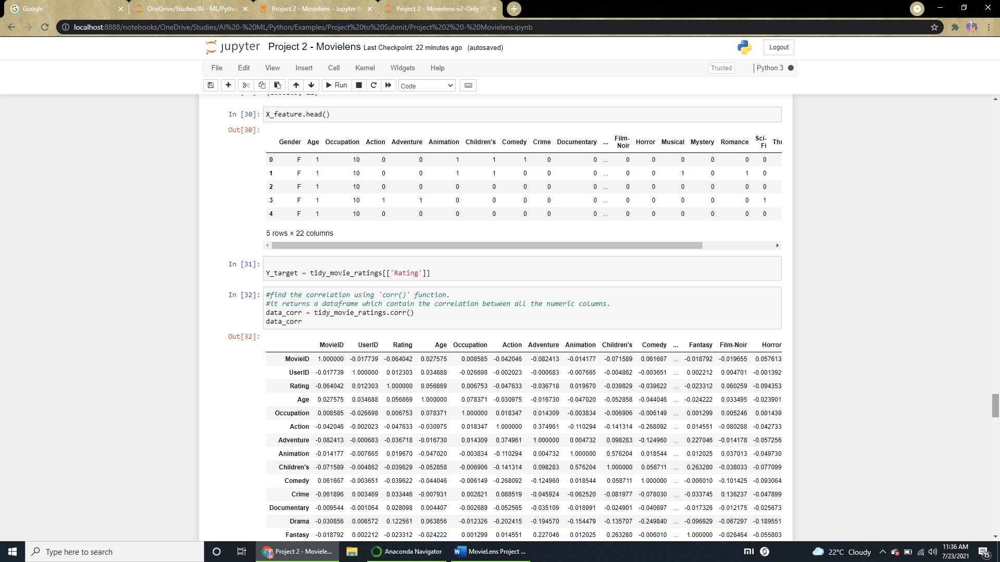 Google
OneDrive/Studies/AI - ML/Pytho
Project 2 - Movielens - Jupyter N
Project 2 - Movielens-v2-Only SV
localhost:8888/notebooks/OneDrive/Studies/AI%20-%20ML/Python/Examples/Project%20to%20Submit/Project%202%20-%20Movielens.ipynb
jupyter Project 2 - Movielens Last Checkpoint: 22 minutes ago (autosaved)
Logout
File Edit View Insert Cell Kernel Widgets Help
Trusted
Python 3
Run
Code
In [30]: X_feature.head()
Out[30]:
Gender Age Occupation Action Adventure Animation Children's Comedy Crime Documentary ... Film-Noir Horror Musical Mystery Romance Sci-Fi Thr
0 F 1 10 0 0 1 1 1 0 0 ... 0 0 0 0 0 0
1 F 1 10 0 0 1 1 0 0 0 ... 0 0 1 0 1 0
2 F 1 10 0 0 0 0 0 0 0 ... 0 0 0 0 0 0
3 F 1 10 1 1 0 0 0 0 0 ... 0 0 0 0 0 1
4 F 1 10 0 0 0 0 0 0 0 ... 0 0 0 0 0 0
5 rows × 22 columns
In [31]:
Y_target = tidy_movie_ratings[['Rating']]
In [32]: #find the correlation using 'corr()' function.
#it returns a dataframe which contain the correlation between all the numeric columns.
data_corr = tidy_movie_ratings.corr()
data_corr
Out[32]:
MovieID UserID Rating Age Occupation Action Adventure Animation Children's Comedy ... Fantasy Film-Noir Horror
MovieID 1.000000 -0.017739 -0.064042 0.027575 0.008585 -0.042046 -0.082413 -0.014177 -0.071589 0.061667 ... -0.018792 -0.019655 0.057613
UserID -0.017739 1.000000 0.012303 0.034688 -0.026698 -0.002023 -0.000683 -0.007665 -0.004862 -0.003651 ... 0.002212 0.004701 -0.001392
Rating -0.064042 0.012303 1.000000 0.056869 0.006753 -0.047633 -0.036718 0.019670 -0.039829 -0.039622 ... -0.023312 0.060259 -0.094353
Age 0.027575 0.034688 0.056869 1.000000 0.078371 -0.030975 -0.016730 -0.047020 -0.052858 -0.044046 ... -0.024222 0.033495 -0.023901
Occupation 0.008585 -0.026698 0.006753 0.078371 1.000000 0.018347 0.014309 -0.003834 -0.006906 -0.006149 ... 0.001299 0.005246 0.001439
Action -0.042046 -0.002023 -0.047633 -0.030975 0.018347 1.000000 0.374961 -0.110294 -0.141314 -0.268092 ... 0.014551 -0.080288 -0.042733
Adventure -0.082413 -0.000683 -0.036718 -0.016730 0.014309 0.374961 1.000000 0.004732 0.098283 -0.124960 ... 0.227046 -0.014178 -0.057256
Animation -0.014177 -0.007665 0.019670 -0.047020 -0.003834 -0.110294 0.004732 1.000000 0.576204 0.018544 ... 0.012025 0.037013 -0.049730
Children's -0.071589 -0.004862 -0.039829 -0.052858 -0.006906 -0.141314 0.098283 0.576204 1.000000 0.058711 ... 0.263280 -0.038033 -0.077099
Comedy 0.061667 -0.003651 -0.039622 -0.044046 -0.006149 -0.268092 -0.124960 0.018544 0.058711 1.000000 ... -0.006010 -0.101425 -0.093064
Crime -0.061896 0.003469 0.033446 -0.007931 0.002821 0.088519 -0.045924 -0.062520 -0.081977 -0.078030 ... -0.033745 0.136237 -0.047899
Documentary -0.009544 -0.001064 0.028098 0.004407 -0.002689 -0.052565 -0.035109 -0.018991 -0.024901 -0.040697 ... -0.017326 -0.012175 -0.025673
Drama -0.030856 0.006572 0.122561 0.063856 -0.012326 -0.202415 -0.194570 -0.154479 -0.135707 -0.249840 ... -0.096929 -0.067297 -0.189551
Fantasy -0.018792 0.002212 -0.023312 -0.024222 0.001299 0.014551 0.227046 0.012025 0.263280 -0.006010 ... 1.000000 -0.026464 -0.055803
Type here to search
Project 2 - Moviele...
Anaconda Navigator
MovieLens Project ...
22°C Cloudy
11:36 AM
7/23/2021
15